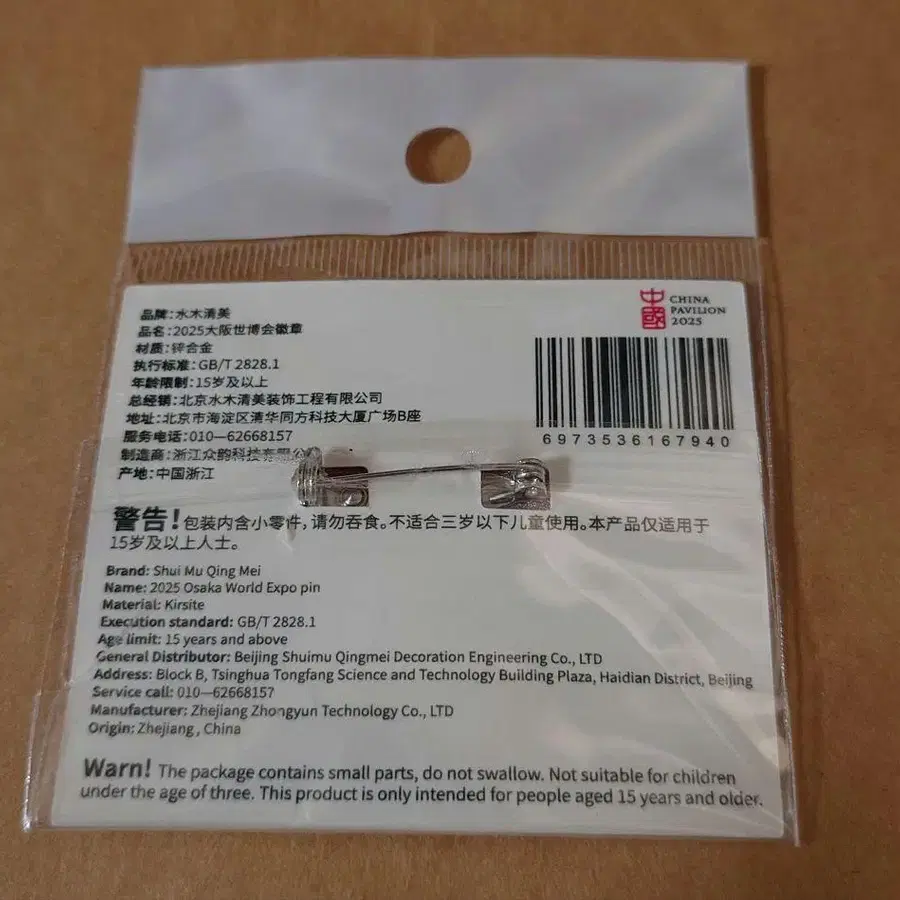 中國
CHINA
PAVILION
2025
6973536167940
品牌：水木清美
品名：2025大阪世博会徽章
材质：锌合金
执行标准：GB/T 2828.1
年龄限制：15岁及以上
总经销：北京水木清美装饰工程有限公司
地址：北京市海淀区清华同方科技大厦广场B座
服务电话：010—62668157
制造商：浙江众韵科技有限公
产地：中国浙江
警告！包装内含小零件，请勿吞食。不适合三岁以下儿童使用。本产品仅适用于
15岁及以上人士。
Brand: Shui Mu Qing Mei
Name: 2025 Osaka World Expo pin
Material: Kirsite
Execution standard: GB/T 2828.1
Age limit: 15 years and above
General Distributor: Beijing Shuimu Qingmei Decoration Engineering Co., LTD
Address: Block B, Tsinghua Tongfang Science and Technology Building Plaza, Haidian District, Beijing
Service call: 010—62668157
Manufacturer: Zhejiang Zhongyun Technology Co., LTD
Origin: Zhejiang, China
Warn! The package contains small parts, do not swallow. Not suitable for children
under the age of three. This product is only intended for people aged 15 years and older.